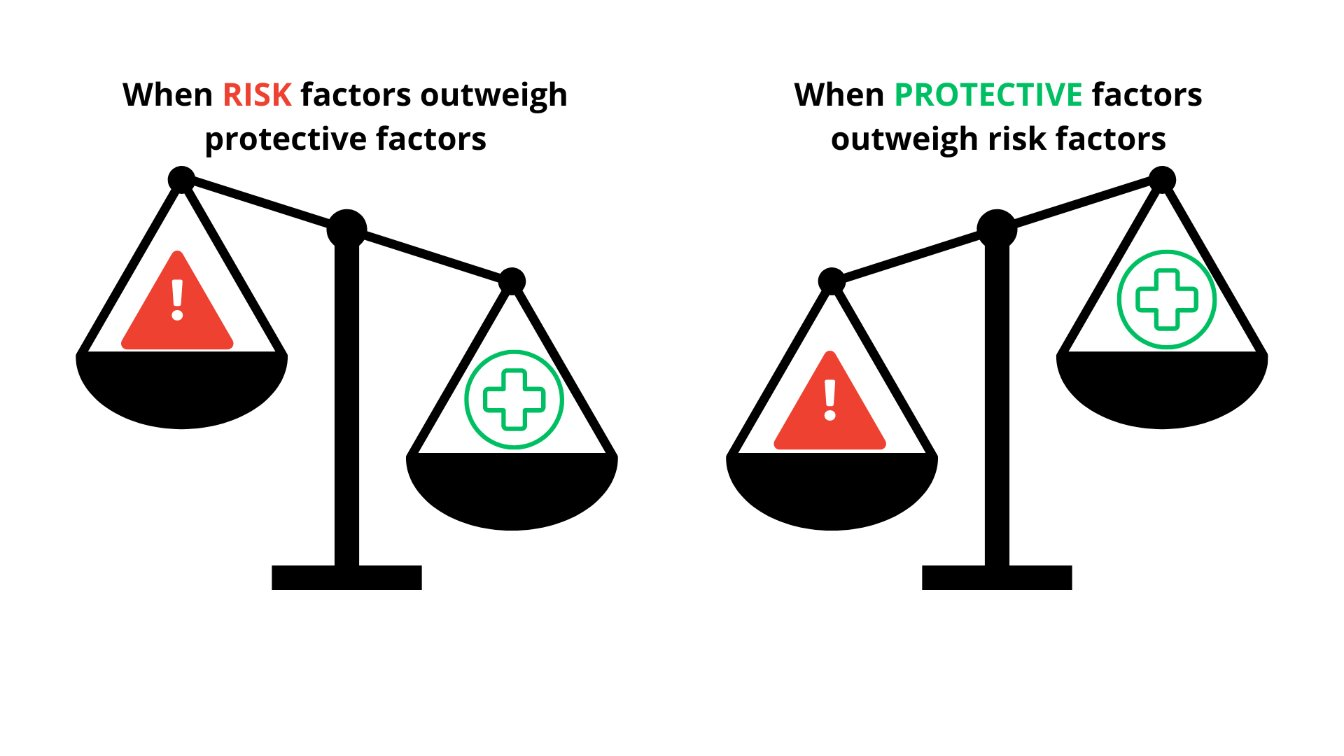 When RISK factors outweigh
protective factors
When PROTECTIVE factors
outweigh risk factors